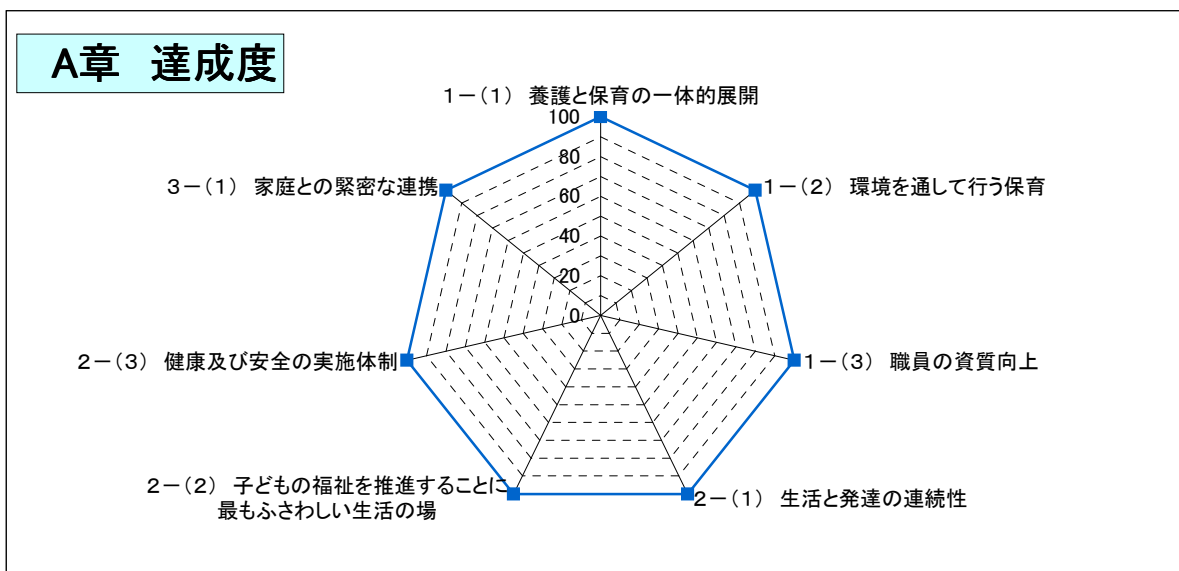 A章 達成度
1－(1) 養護と保育の一体的展開
100
80
60
40
20
0
1－(2) 環境を通して行う保育
1－(3) 職員の資質向上
2－(1) 生活と発達の連続性
2－(2) 子どもの福祉を推進することに
最もふさわしい生活の場
2－(3) 健康及び安全の実施体制
3－(1) 家庭との緊密な連携